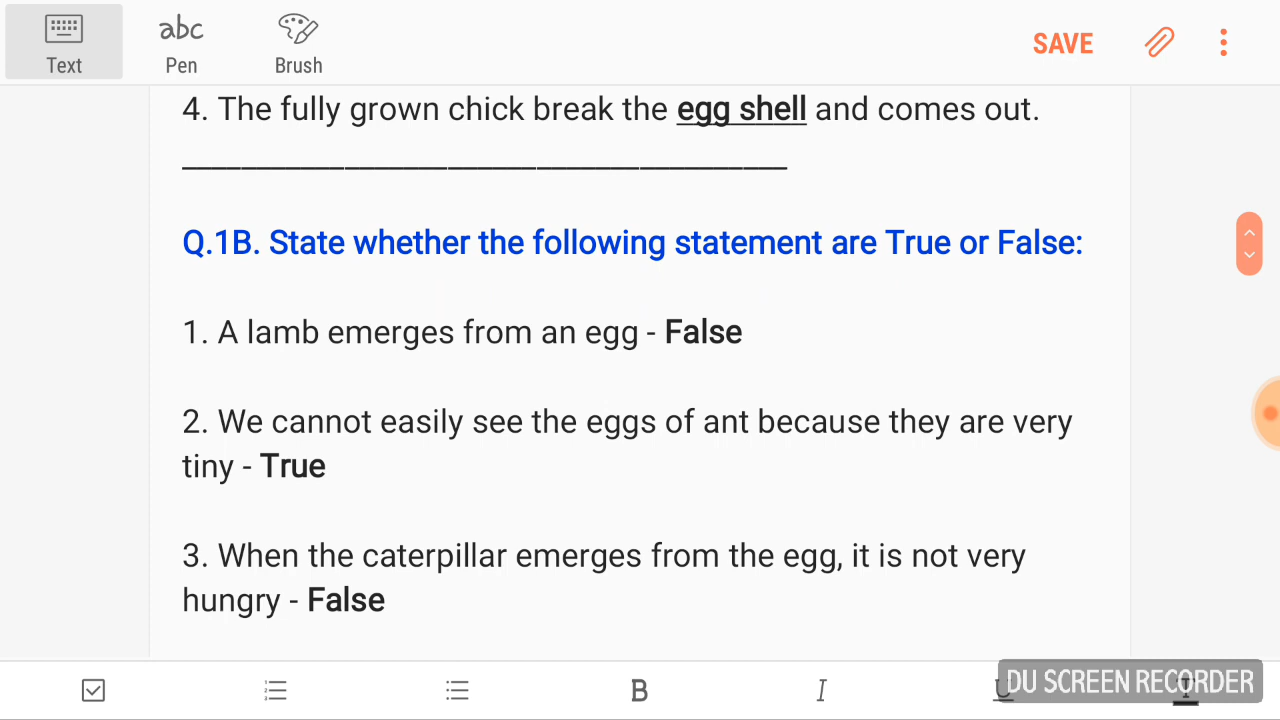 abc
SAVE
Text
Pen
Brush
4. The fully grown chick break the egg shell and comes out.
Q.1B. State whether the following statement are True or False:
1. A lamb emerges from an egg - False
2. We cannot easily see the eggs of ant because they are very
tiny - True
3. When the caterpillar emerges from the egg, it is not very
hungry - False
B
I
U
T
DU SCREEN RECORDER